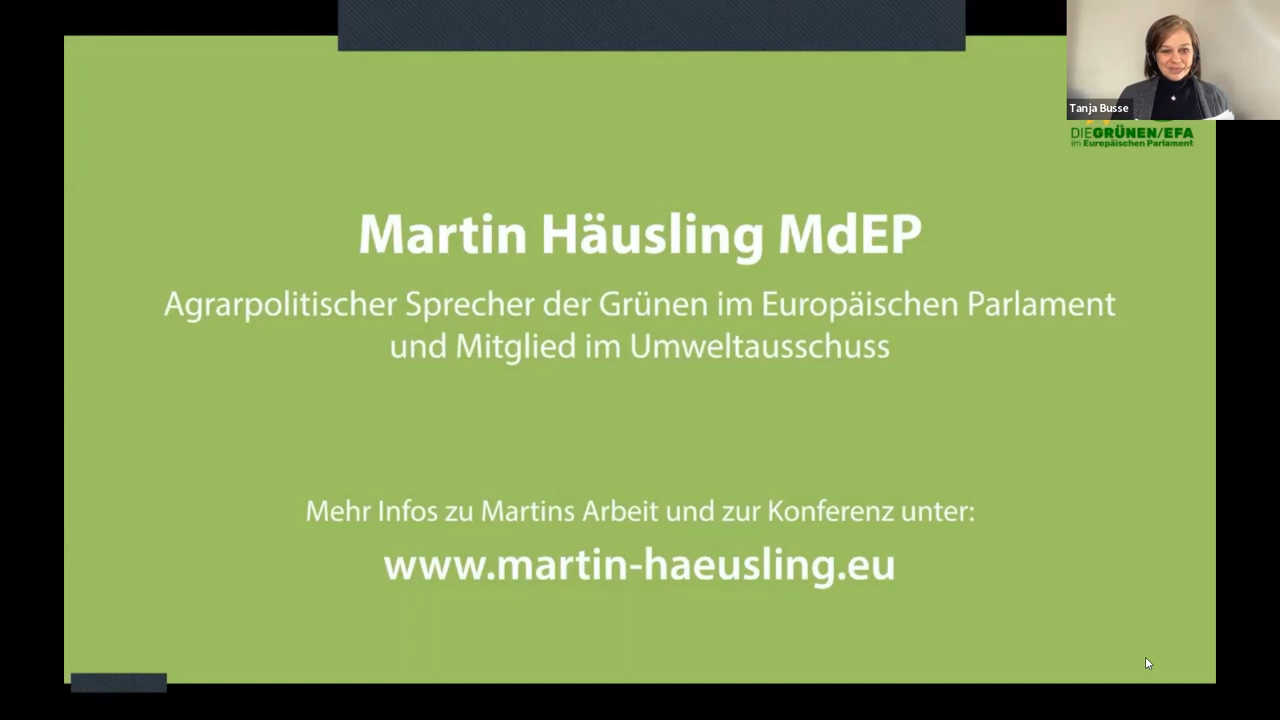 Tanja Busse
DIEGRÜNEN/EFA
im Europäischen Parlament
Martin Häusling MdEP
Agrarpolitischer Sprecher der Grünen im Europäischen Parlament
und Mitglied im Umweltausschuss
Mehr Infos zu Martins Arbeit und zur Konferenz unter:
www.martin-haeusling.eu